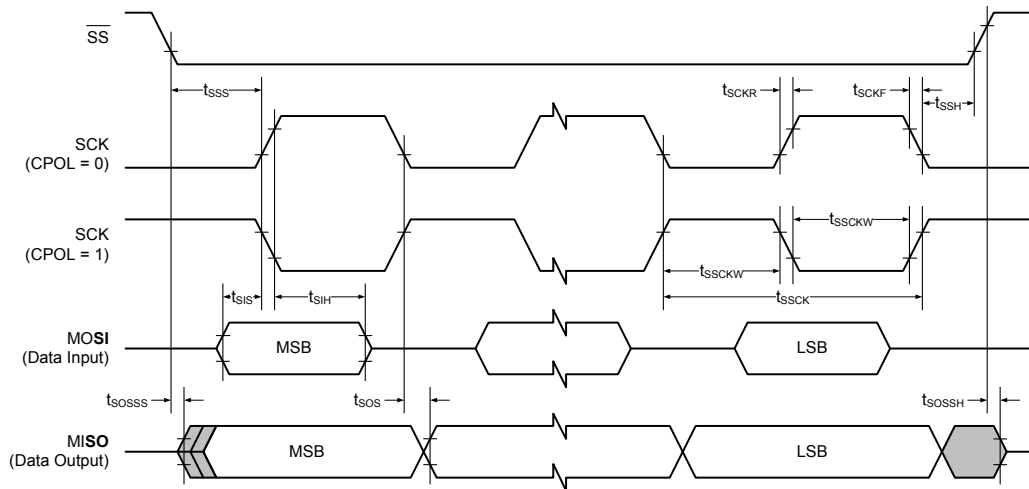 SS
tSSS
tSCKR
tSCKF
tSSH
SCK
(CPOL = 0)
SCK
(CPOL = 1)
tSSCKW
tSSCKW
tSSCK
tSIS
tSIH
MOSI
(Data Input)
MSB
LSB
tSOSSS
tSOS
tSOSSH
MISO
(Data Output)
MSB
LSB